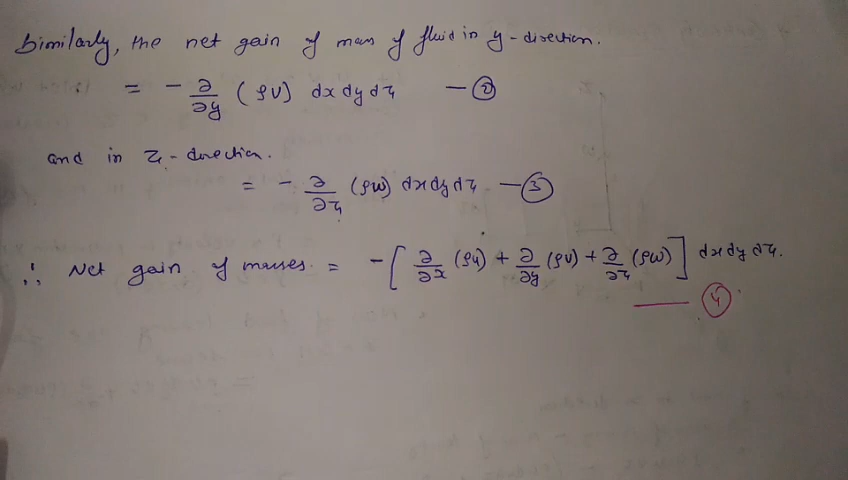 Similarly, the net gain of mass of fluid in y-direction.
= - ∂/∂y (ρv) dx dy dz — ②
and in z-direction.
= - ∂/∂z (ρw) dx dy dz — ③
∴ Net gain of masses = - [ ∂/∂x (ρu) + ∂/∂y (ρv) + ∂/∂z (ρw) ] dx dy dz.
— ④